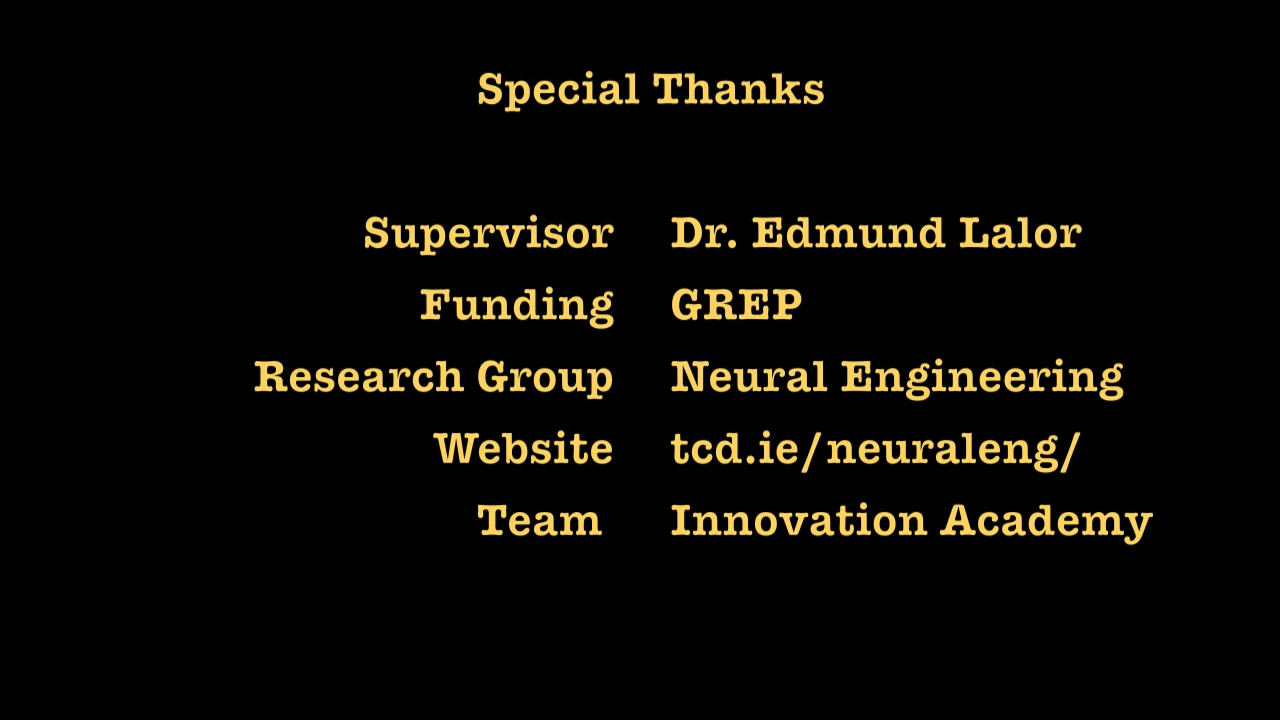 Special Thanks
Supervisor Dr. Edmund Lalor
Funding GREP
Research Group Neural Engineering
Website tcd.ie/neuraleng/
Team Innovation Academy